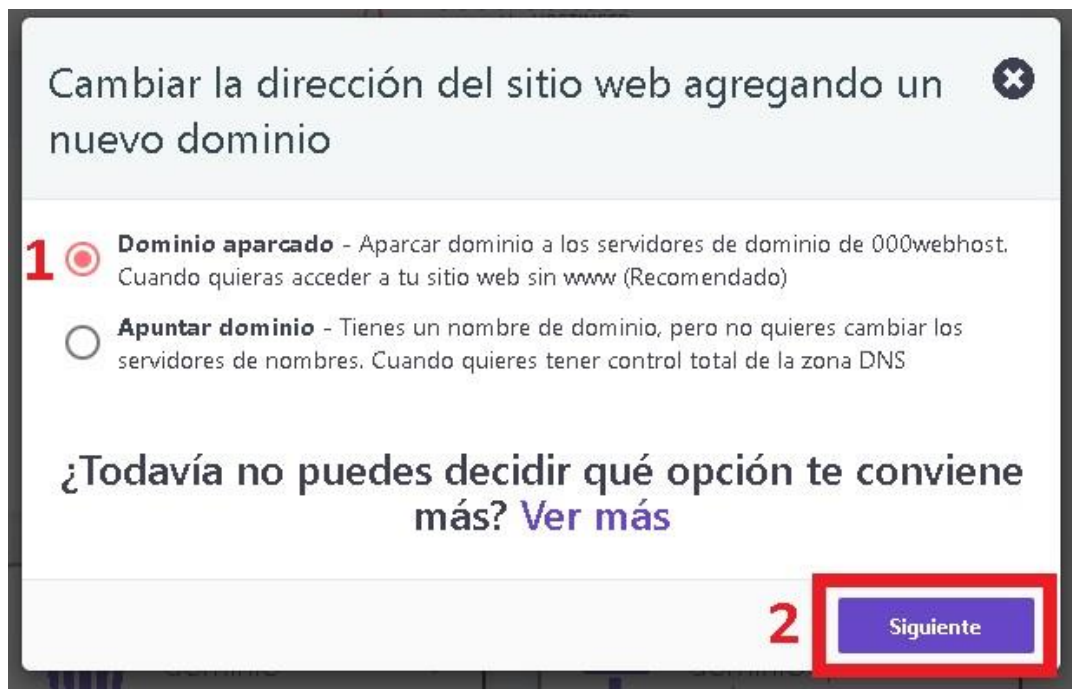 Cambiar la dirección del sitio web agregando un
nuevo dominio
1
Dominio aparcado - Aparcar dominio a los servidores de dominio de 000webhost.
Cuando quieras acceder a tu sitio web sin www (Recomendado)
Apuntar dominio - Tienes un nombre de dominio, pero no quieres cambiar los
servidores de nombres. Cuando quieres tener control total de la zona DNS
¿Todavía no puedes decidir qué opción te conviene
más? Ver más
2
Siguiente